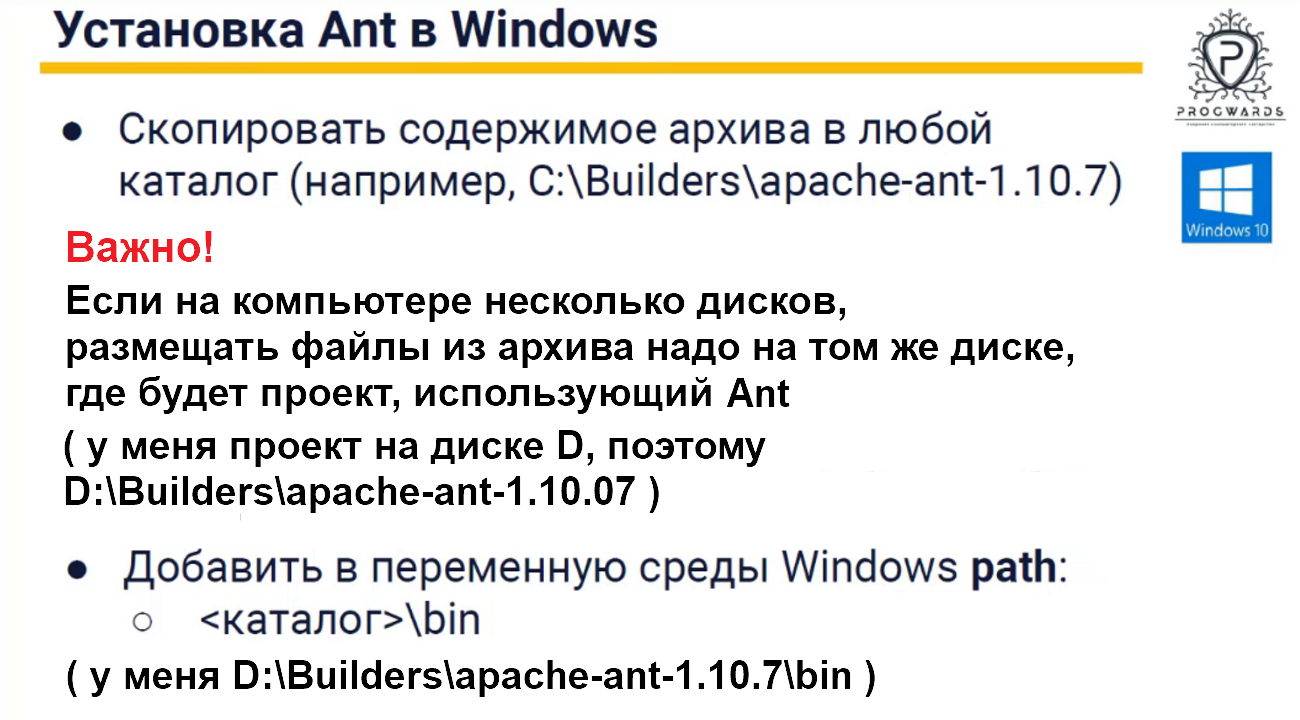 Установка Ant в Windows
PROGWARDS
● Скопировать содержимое архива в любой
каталог (например, C:\Builders\apache-ant-1.10.7)
Windows 10
Важно!
Если на компьютере несколько дисков,
размещать файлы из архива надо на том же диске,
где будет проект, использующий Ant
( у меня проект на диске D, поэтому
D:\Builders\apache-ant-1.10.07 )
● Добавить в переменную среды Windows path:
○ <каталог>\bin
( у меня D:\Builders\apache-ant-1.10.7\bin )